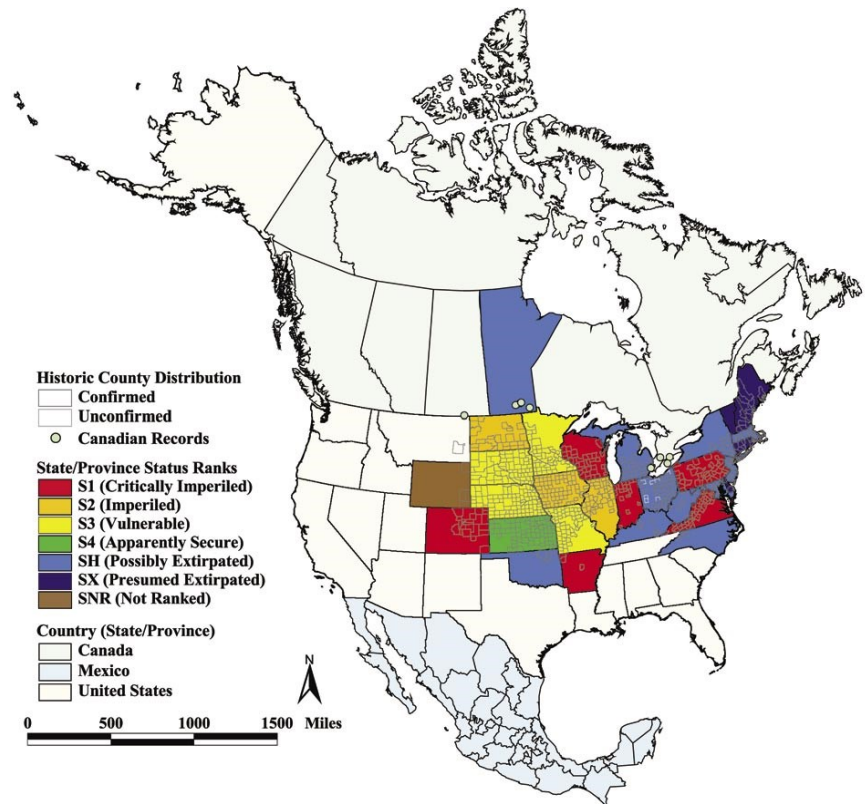 Historic County Distribution
Confirmed
Unconfirmed
Canadian Records
State/Province Status Ranks
S1 (Critically Imperiled)
S2 (Imperiled)
S3 (Vulnerable)
S4 (Apparently Secure)
SH (Possibly Extirpated)
SX (Presumed Extirpated)
SNR (Not Ranked)
Country (State/Province)
Canada
Mexico
United States
N
0 500 1000 1500 Miles